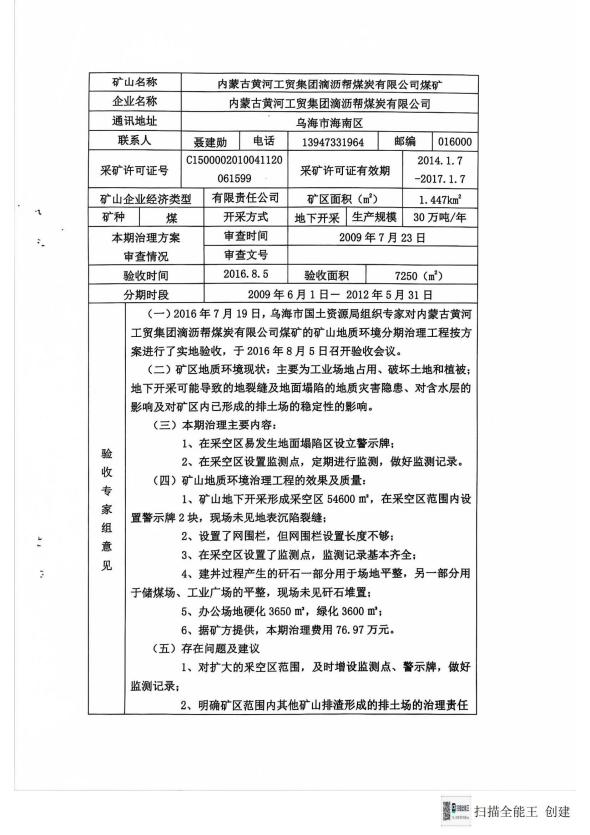 矿山名称 内蒙古黄河工贸集团滴沥帮煤炭有限公司煤矿
企业名称 内蒙古黄河工贸集团滴沥帮煤炭有限公司
通讯地址 乌海市海南区
联系人 聂建勋 电话 13947331964 邮编 016000
采矿许可证号 C1500002010041120 采矿许可证有效期 2014.1.7
061599 -2017.1.7
矿山企业经济类型 有限责任公司 矿区面积（㎡） 1.447k㎡
矿种 煤 开采方式 地下开采 生产规模 30 万吨/年
本期治理方案 审查时间 2009 年 7 月 23 日
审查情况 审查文号
验收时间 2016.8.5 验收面积 7250（㎡）
分期时段 2009 年 6 月 1 日— 2012 年 5 月 31 日
验收专家组意见
（一）2016 年 7 月 19 日，乌海市国土资源局组织专家对内蒙古黄河
工贸集团滴沥帮煤炭有限公司煤矿的矿山地质环境分期治理工程按方
案进行了实地验收，于 2016 年 8 月 5 日召开验收会议。
（二）矿区地质环境现状：主要为工业场地占用、破坏土地和植被；
地下开采可能导致的地裂缝及地面塌陷的地质灾害隐患、对含水层的
影响及对矿区内已形成的排土场的稳定性的影响。
（三）本期治理主要内容：
1、在采空区易发生地面塌陷区设立警示牌；
2、在采空区设置监测点，定期进行监测，做好监测记录。
（四）矿山地质环境治理工程的效果及质量：
1、矿山地下开采形成采空区 54600 ㎡，在采空区范围内设
置警示牌 2 块，现场未见地表沉陷裂缝；
2、设置了网围栏，但网围栏设置长度不够；
3、在采空区设置了监测点，监测记录基本齐全；
4、建井过程产生的矸石一部分用于场地平整，另一部分用
于储煤场、工业广场的平整，现场未见矸石堆置；
5、办公场地硬化 3650 ㎡，绿化 3600 ㎡；
6、据矿方提供，本期治理费用 76.97 万元。
（五）存在问题及建议
1、对扩大的采空区范围，及时增设监测点、警示牌，做好
监测记录；
2、明确矿区范围内其他矿山排渣形成的排土场的治理责任
扫描全能王 创建